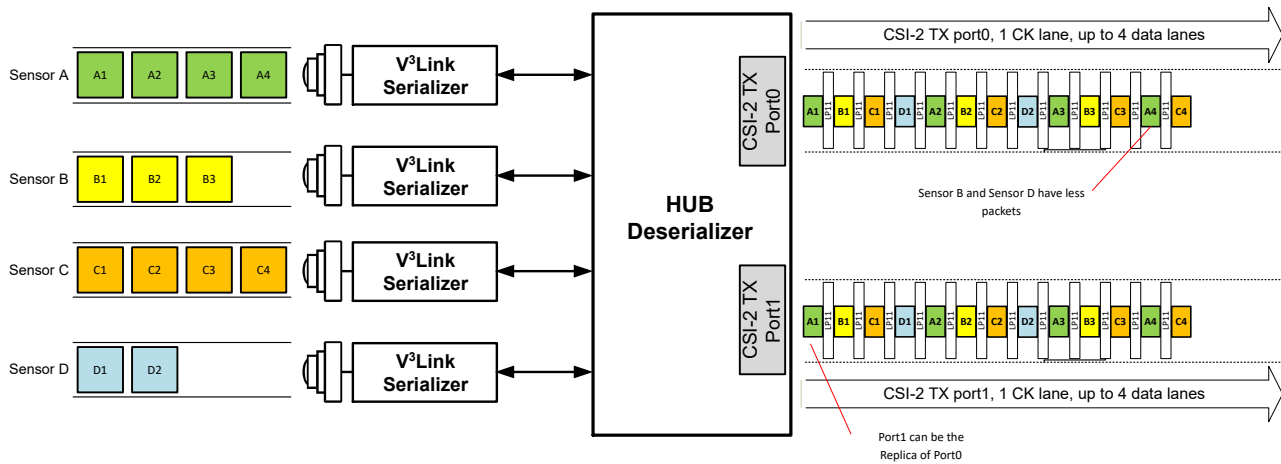 CSI-2 TX port0, 1 CK lane, up to 4 data lanes
Sensor A
A1 A2 A3 A4
V³Link
Serializer
CSI-2 TX
Port0
A1 LP11 B1 LP11 C1 LP11 D1 LP11 A2 LP11 B2 LP11 C2 LP11 D2 LP11 A3 LP11 B3 LP11 C3 LP11 A4 LP11 C4
Sensor B and Sensor D have less
packets
Sensor B
B1 B2 B3
V³Link
Serializer
HUB
Deserializer
Sensor C
C1 C2 C3 C4
V³Link
Serializer
CSI-2 TX
Port1
A1 LP11 B1 LP11 C1 LP11 D1 LP11 A2 LP11 B2 LP11 C2 LP11 D2 LP11 A3 LP11 B3 LP11 C3 LP11 A4 LP11 C4
Sensor D
D1 D2
V³Link
Serializer
CSI-2 TX port1, 1 CK lane, up to 4 data lanes
Port1 can be the
Replica of Port0